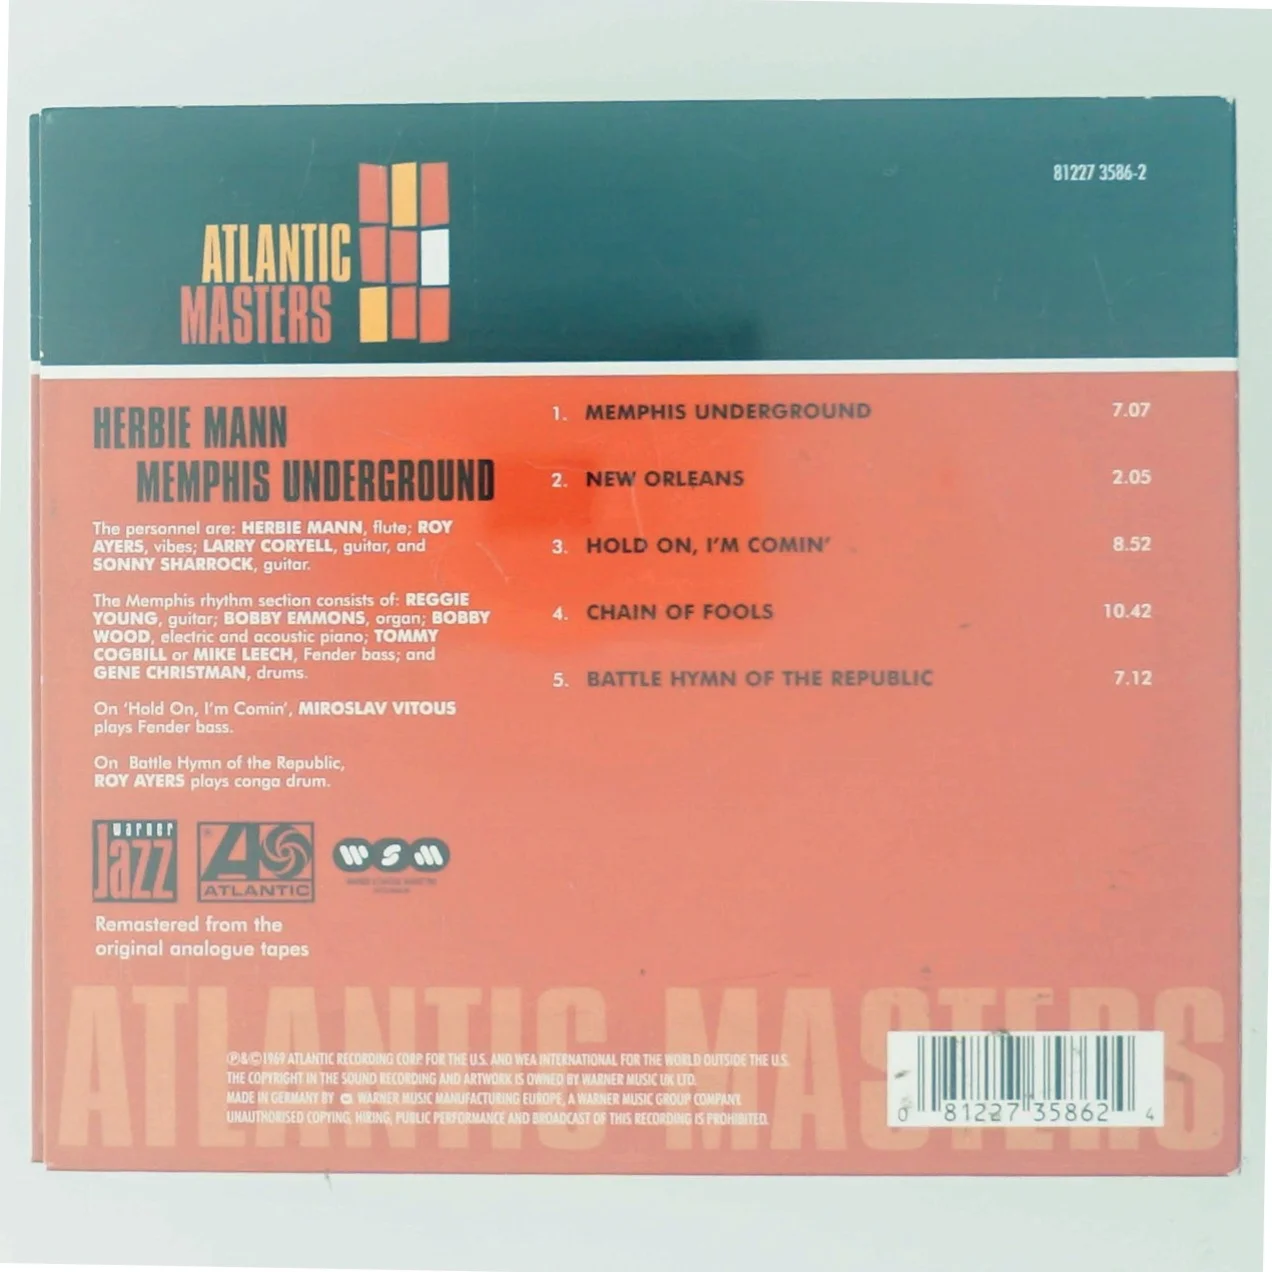 81227 3586-2
ATLANTIC
MASTERS
HERBIE MANN
MEMPHIS UNDERGROUND
The personnel are: HERBIE MANN, flute; ROY
AYERS, vibes; LARRY CORYELL, guitar, and
SONNY SHARROCK, guitar.
The Memphis rhythm section consists of: REGGIE
YOUNG, guitar; BOBBY EMMONS, organ; BOBBY
WOOD, electric and acoustic piano; TOMMY
COGBILL or MIKE LEECH, Fender bass; and
GENE CHRISTMAN, drums.
On 'Hold On, I'm Comin', MIROSLAV VITOUS
plays Fender bass.
On Battle Hymn of the Republic,
ROY AYERS plays conga drum.
1. MEMPHIS UNDERGROUND 7.07
2. NEW ORLEANS 2.05
3. HOLD ON, I'M COMIN' 8.52
4. CHAIN OF FOOLS 10.42
5. BATTLE HYMN OF THE REPUBLIC 7.12
warner
jazz
ATLANTIC
WSM
Remastered from the
original analogue tapes
ATLANTIC MASTERS
℗&©1969 ATLANTIC RECORDING CORP. FOR THE U.S. AND WEA INTERNATIONAL FOR THE WORLD OUTSIDE THE U.S.
THE COPYRIGHT IN THE SOUND RECORDING AND ARTWORK IS OWNED BY WARNER MUSIC UK LTD.
MADE IN GERMANY BY WARNER MUSIC MANUFACTURING EUROPE, A WARNER MUSIC GROUP COMPANY.
UNAUTHORISED COPYING, HIRING, PUBLIC PERFORMANCE AND BROADCAST OF THIS RECORDING IS PROHIBITED.
0 81227 35862 4